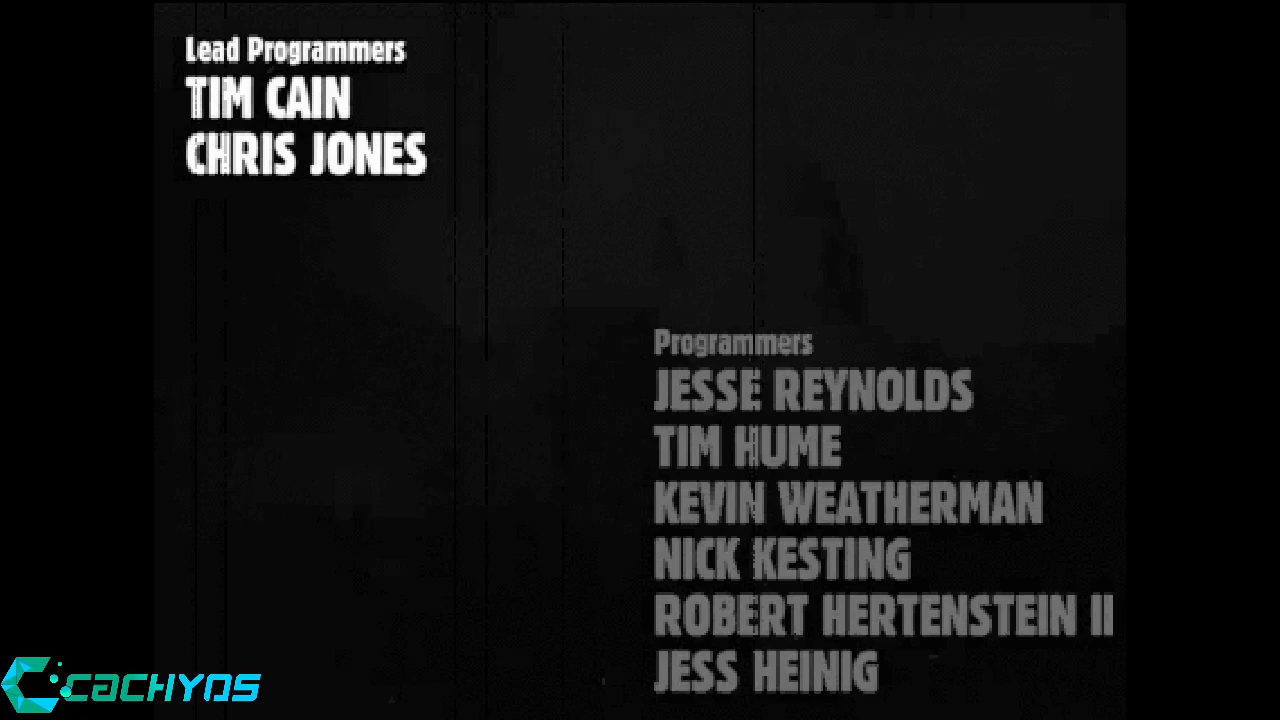 Lead Programmers
TIM CAIN
CHRIS JONES
Programmers
JESSE REYNOLDS
TIM HUME
KEVIN WEATHERMAN
NICK KESTING
ROBERT HERTENSTEIN II
JESS HEINIG
CACHYOS